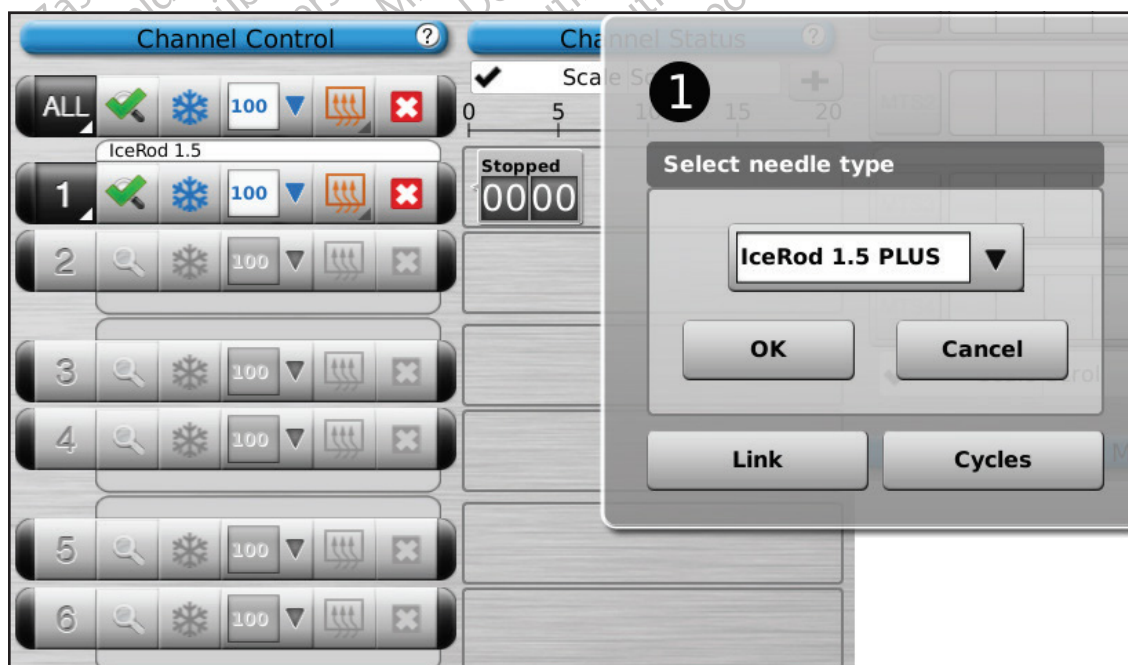 Channel Control ?
Channel Status ?
ALL 100
Scale
0 5 10 15 20
IceRod 1.5
1 100
Stopped
00 00
2 100
3 100
4 100
5 100
6 100
1
Select needle type
IceRod 1.5 PLUS
OK Cancel
Link Cycles